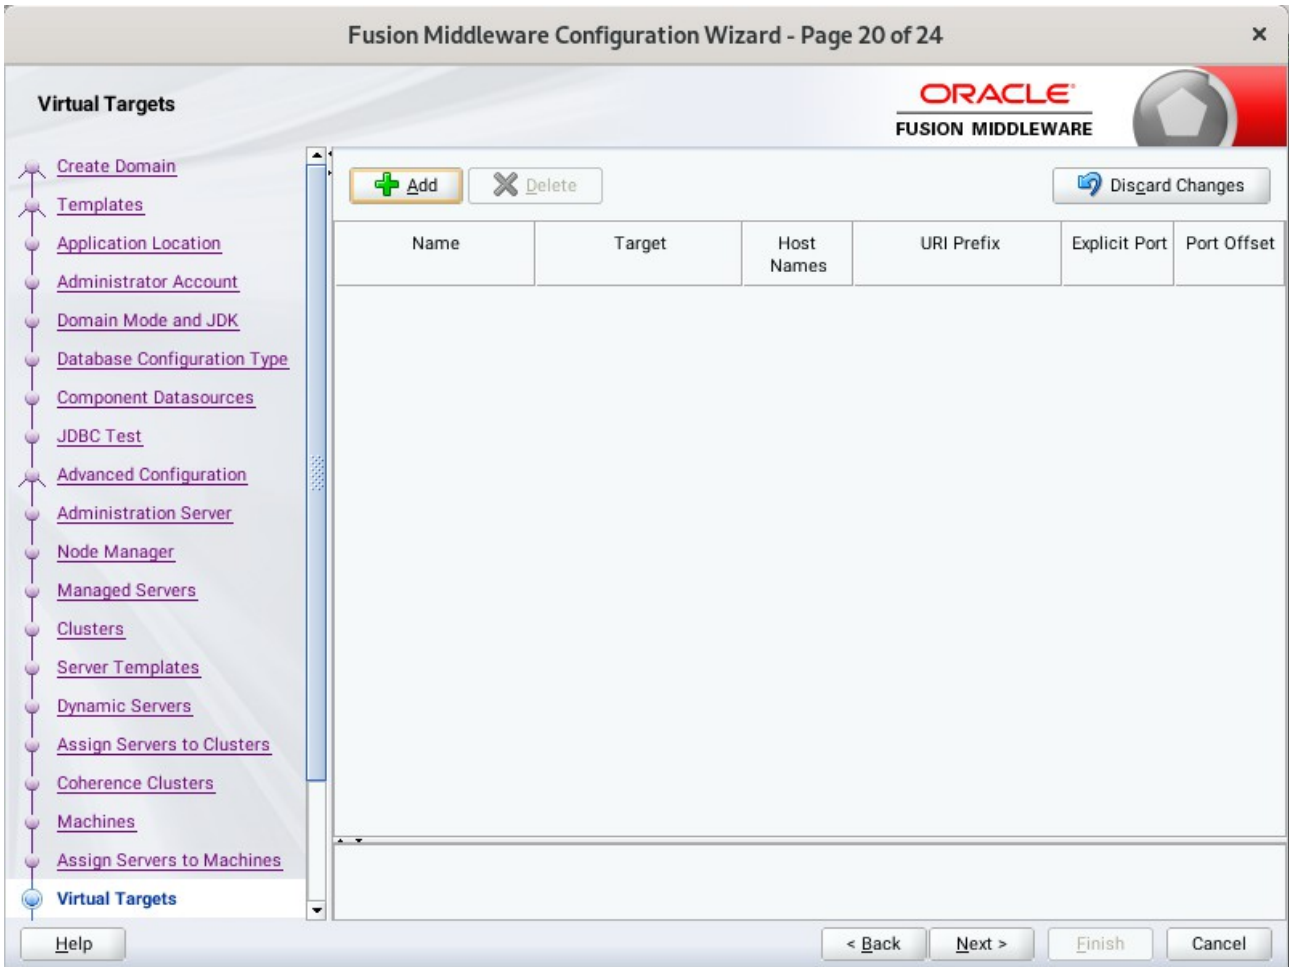 Fusion Middleware Configuration Wizard - Page 20 of 24
Virtual Targets
ORACLE
FUSION MIDDLEWARE
Create Domain
Templates
Application Location
Administrator Account
Domain Mode and JDK
Database Configuration Type
Component Datasources
JDBC Test
Advanced Configuration
Administration Server
Node Manager
Managed Servers
Clusters
Server Templates
Dynamic Servers
Assign Servers to Clusters
Coherence Clusters
Machines
Assign Servers to Machines
Virtual Targets
Add Delete Discard Changes
Name Target Host Names URI Prefix Explicit Port Port Offset
Help < Back Next > Finish Cancel